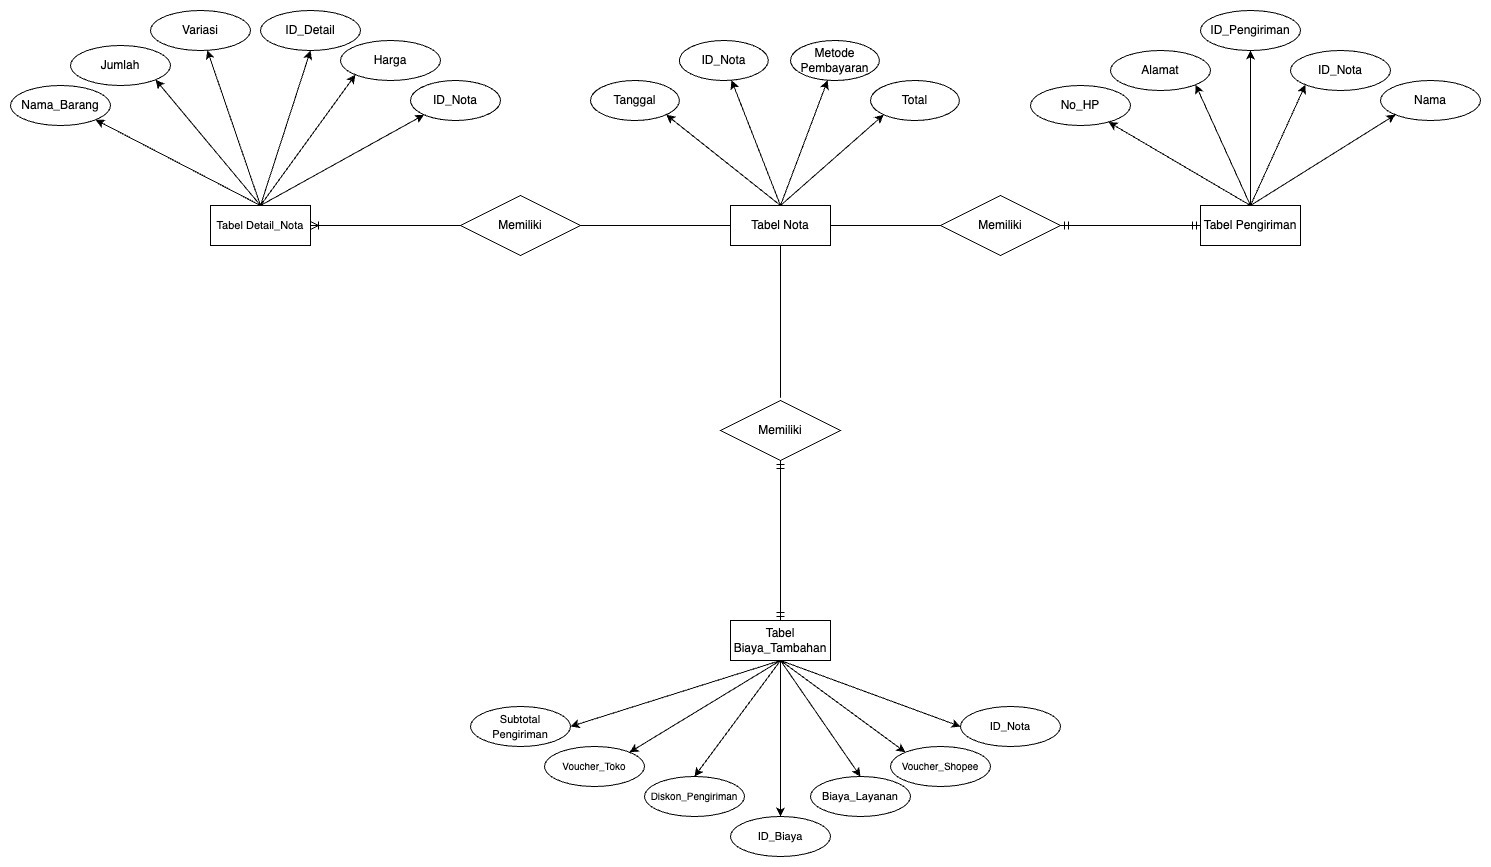 Variasi
ID_Detail
Jumlah
Harga
Nama_Barang
ID_Nota
Tabel Detail_Nota
Memiliki
Tanggal
ID_Nota
Metode
Pembayaran
Total
Tabel Nota
Memiliki
ID_Pengiriman
Alamat
ID_Nota
No_HP
Nama
Tabel Pengiriman
Memiliki
Tabel
Biaya_Tambahan
Subtotal
Pengiriman
Voucher_Toko
Diskon_Pengiriman
ID_Biaya
Biaya_Layanan
Voucher_Shopee
ID_Nota